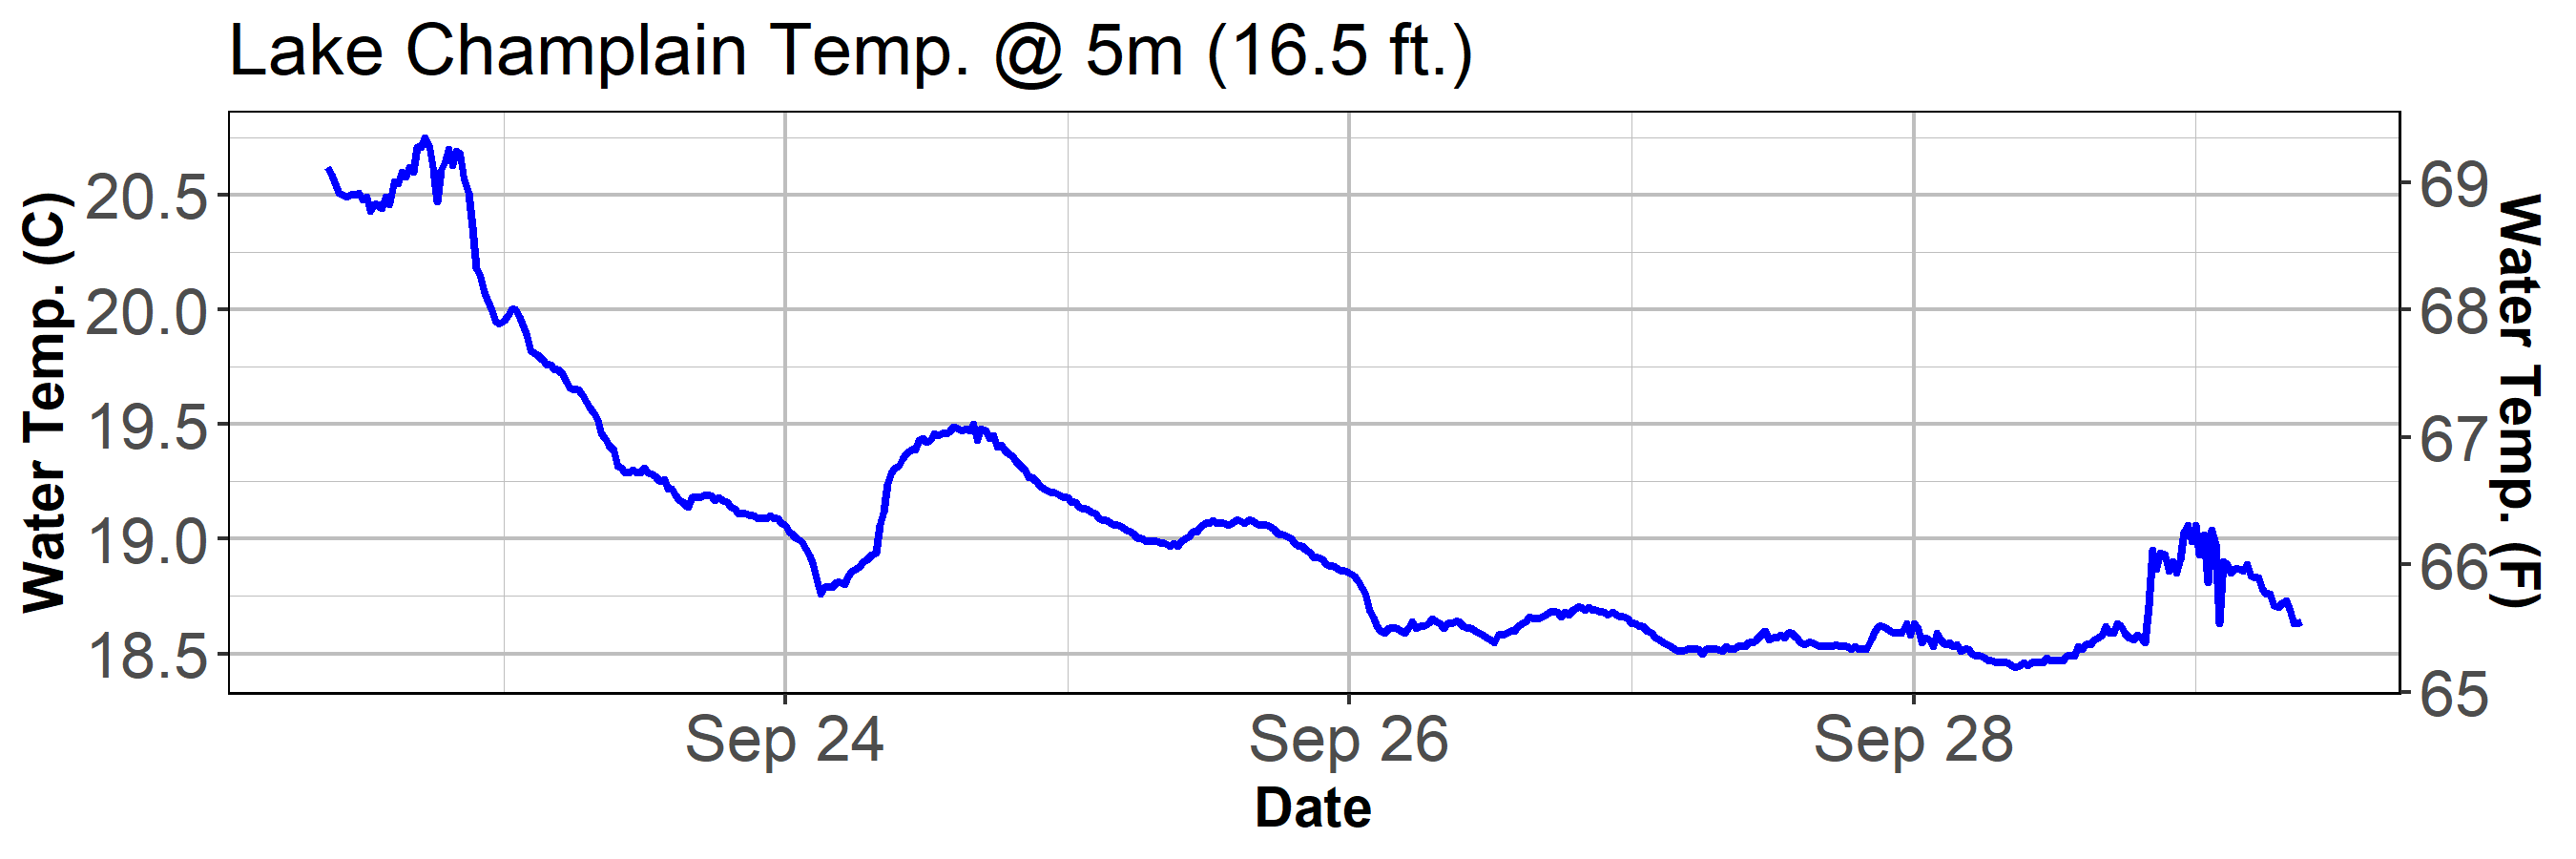 Lake Champlain Temp. @ 5m (16.5 ft.)
Water Temp. (C)
20.5
20.0
19.5
19.0
18.5
69
68
67
66
65
Water Temp. (F)
Sep 24
Sep 26
Sep 28
Date